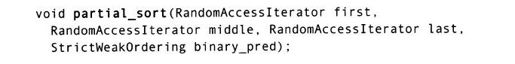 void partial_sort(RandomAccessIterator first,
RandomAccessIterator middle, RandomAccessIterator last,
StrictWeakOrdering binary_pred);